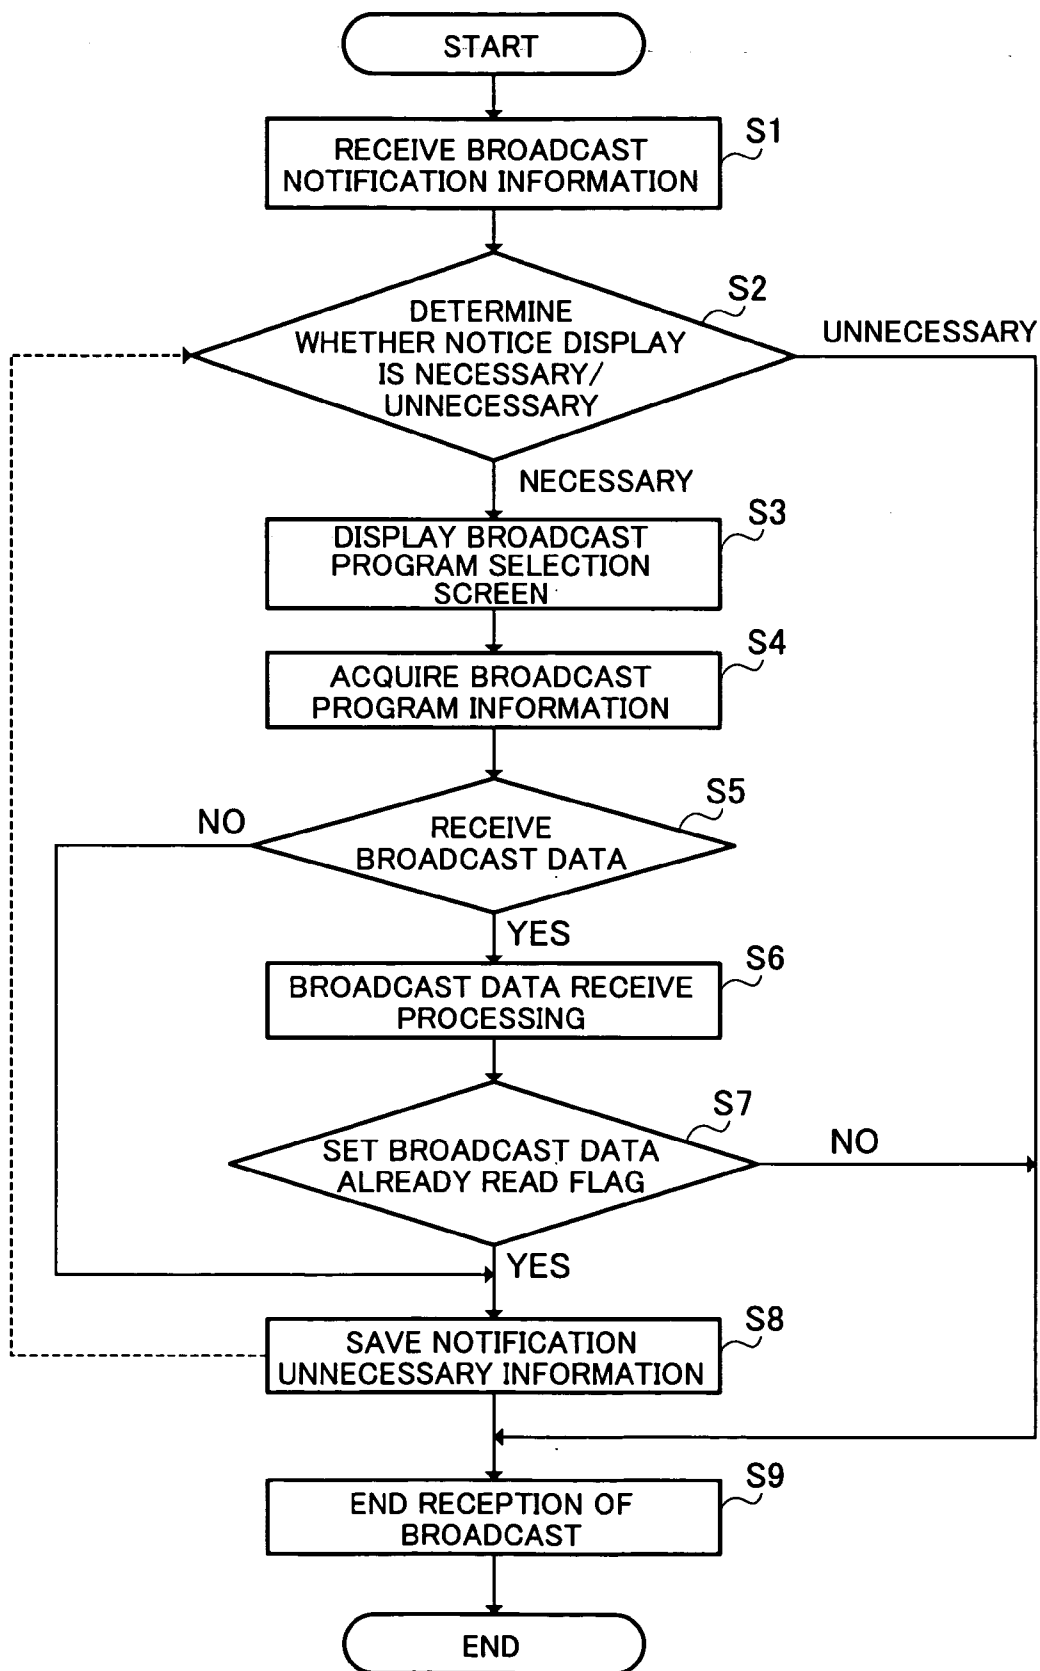 START
S1
RECEIVE BROADCAST
NOTIFICATION INFORMATION
S2
DETERMINE
WHETHER NOTICE DISPLAY
IS NECESSARY/
UNNECESSARY
UNNECESSARY
NECESSARY
S3
DISPLAY BROADCAST
PROGRAM SELECTION
SCREEN
S4
ACQUIRE BROADCAST
PROGRAM INFORMATION
S5
NO
RECEIVE
BROADCAST DATA
YES
S6
BROADCAST DATA RECEIVE
PROCESSING
S7
SET BROADCAST DATA
ALREADY READ FLAG
NO
YES
S8
SAVE NOTIFICATION
UNNECESSARY INFORMATION
S9
END RECEPTION OF
BROADCAST
END